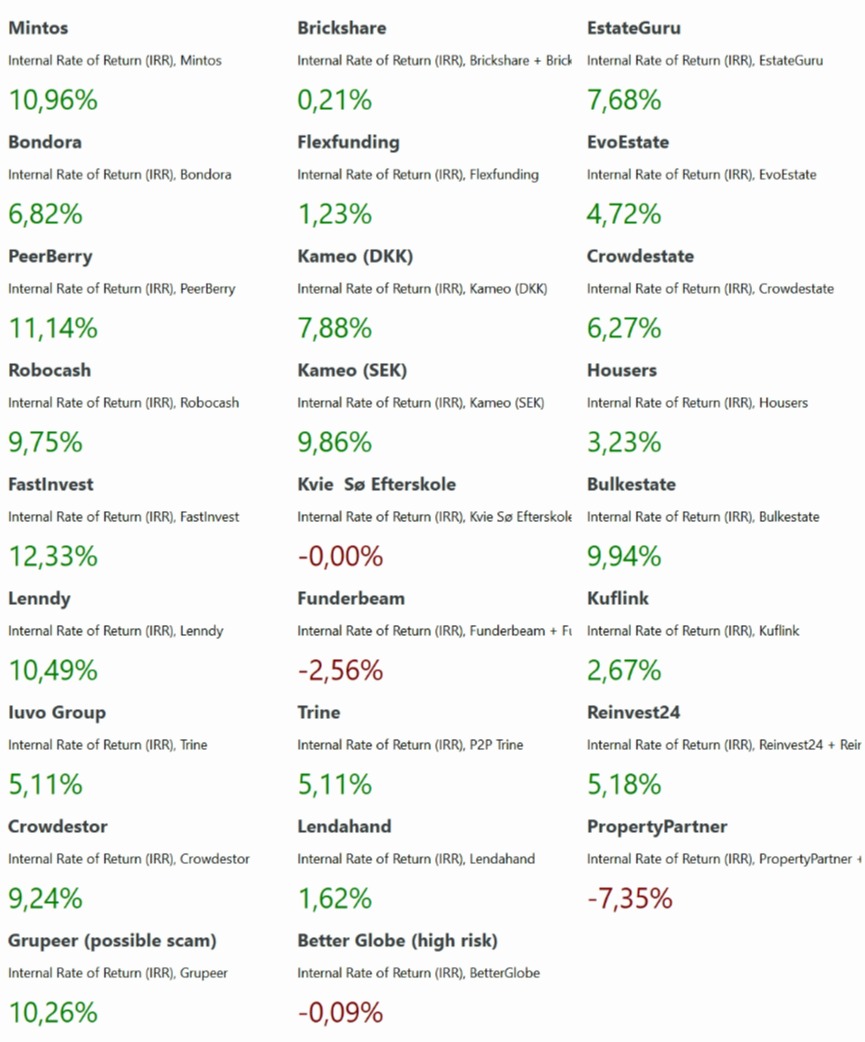 Mintos
Internal Rate of Return (IRR), Mintos
10,96%
Bondora
Internal Rate of Return (IRR), Bondora
6,82%
PeerBerry
Internal Rate of Return (IRR), PeerBerry
11,14%
Robocash
Internal Rate of Return (IRR), Robocash
9,75%
FastInvest
Internal Rate of Return (IRR), FastInvest
12,33%
Lenndy
Internal Rate of Return (IRR), Lenndy
10,49%
Iuvo Group
Internal Rate of Return (IRR), Trine
5,11%
Crowdestor
Internal Rate of Return (IRR), Crowdestor
9,24%
Grupeer (possible scam)
Internal Rate of Return (IRR), Grupeer
10,26%
Brickshare
Internal Rate of Return (IRR), Brickshare + Brick
0,21%
Flexfunding
Internal Rate of Return (IRR), Flexfunding
1,23%
Kameo (DKK)
Internal Rate of Return (IRR), Kameo (DKK)
7,88%
Kameo (SEK)
Internal Rate of Return (IRR), Kameo (SEK)
9,86%
Kvie Sø Efterskole
Internal Rate of Return (IRR), Kvie Sø Efterskole
-0,00%
Funderbeam
Internal Rate of Return (IRR), Funderbeam + Fu
-2,56%
Trine
Internal Rate of Return (IRR), P2P Trine
5,11%
Lendahand
Internal Rate of Return (IRR), Lendahand
1,62%
Better Globe (high risk)
Internal Rate of Return (IRR), BetterGlobe
-0,09%
EstateGuru
Internal Rate of Return (IRR), EstateGuru
7,68%
EvoEstate
Internal Rate of Return (IRR), EvoEstate
4,72%
Crowdestate
Internal Rate of Return (IRR), Crowdestate
6,27%
Housers
Internal Rate of Return (IRR), Housers
3,23%
Bulkestate
Internal Rate of Return (IRR), Bulkestate
9,94%
Kuflink
Internal Rate of Return (IRR), Kuflink
2,67%
Reinvest24
Internal Rate of Return (IRR), Reinvest24 + Rein
5,18%
PropertyPartner
Internal Rate of Return (IRR), PropertyPartner +
-7,35%